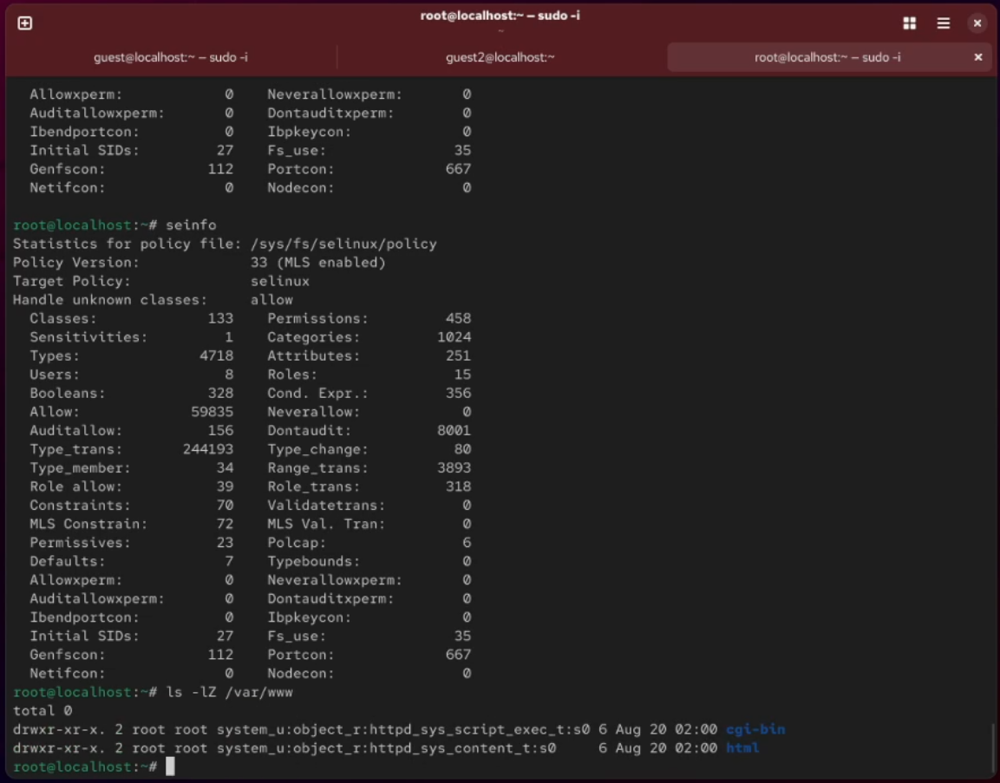 root@localhost:~ — sudo -i
~
guest@localhost:~ — sudo -i guest2@localhost:~ root@localhost:~ — sudo -i
Allowxperm: 0 Neverallowxperm: 0
Auditallowxperm: 0 Dontauditxperm: 0
Ibendportcon: 0 Ibpkeycon: 0
Initial SIDs: 27 Fs_use: 35
Genfscon: 112 Portcon: 667
Netifcon: 0 Nodecon: 0
root@localhost:~# seinfo
Statistics for policy file: /sys/fs/selinux/policy
Policy Version: 33 (MLS enabled)
Target Policy: selinux
Handle unknown classes: allow
Classes: 133 Permissions: 458
Sensitivities: 1 Categories: 1024
Types: 4718 Attributes: 251
Users: 8 Roles: 15
Booleans: 328 Cond. Expr.: 356
Allow: 59835 Neverallow: 0
Auditallow: 156 Dontaudit: 8001
Type_trans: 244193 Type_change: 80
Type_member: 34 Range_trans: 3893
Role allow: 39 Role_trans: 318
Constraints: 70 Validatetrans: 0
MLS Constrain: 72 MLS Val. Tran: 0
Permissives: 23 Polcap: 6
Defaults: 7 Typebounds: 0
Allowxperm: 0 Neverallowxperm: 0
Auditallowxperm: 0 Dontauditxperm: 0
Ibendportcon: 0 Ibpkeycon: 0
Initial SIDs: 27 Fs_use: 35
Genfscon: 112 Portcon: 667
Netifcon: 0 Nodecon: 0
root@localhost:~# ls -lZ /var/www
total 0
drwxr-xr-x. 2 root root system_u:object_r:httpd_sys_script_exec_t:s0 6 Aug 20 02:00 cgi-bin
drwxr-xr-x. 2 root root system_u:object_r:httpd_sys_content_t:s0 6 Aug 20 02:00 html
root@localhost:~#